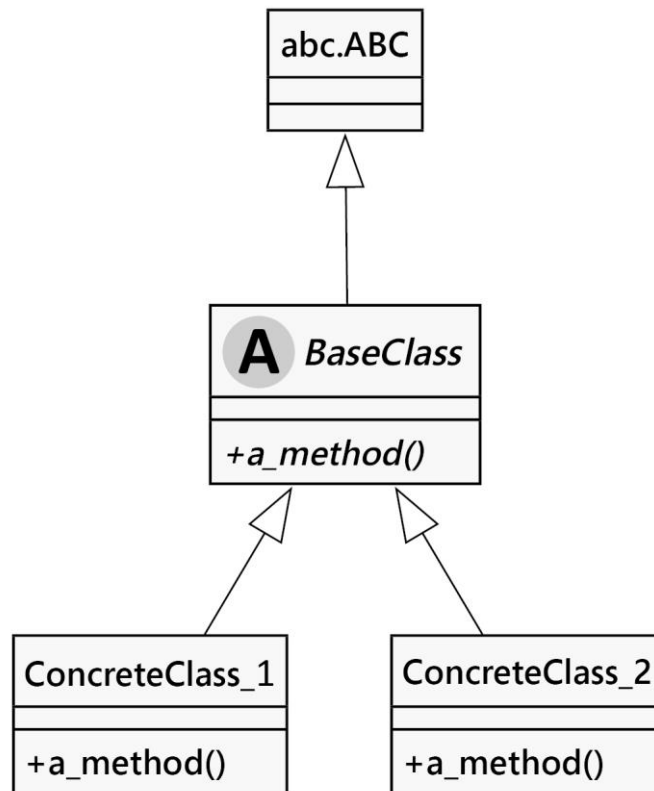 abc.ABC
A BaseClass
+a_method()
ConcreteClass_1
+a_method()
ConcreteClass_2
+a_method()